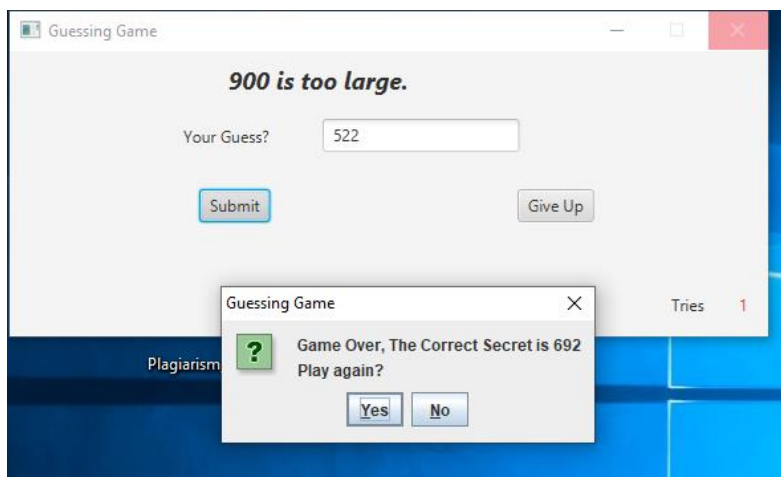 Guessing Game
900 is too large.
Your Guess? 522
Submit Give Up
Tries 1
Guessing Game
Game Over, The Correct Secret is 692
Play again?
Yes No
Plagiarism